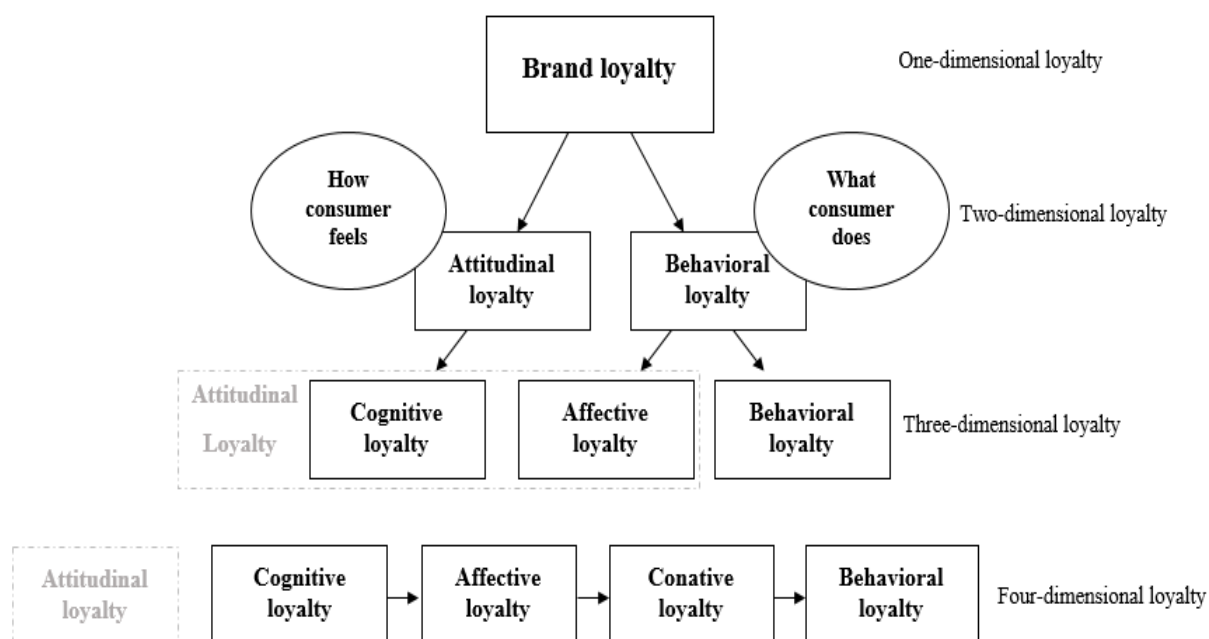 Brand loyalty
One-dimensional loyalty
How
consumer
feels
What
consumer
does
Two-dimensional loyalty
Attitudinal
loyalty
Behavioral
loyalty
Attitudinal
Loyalty
Cognitive
loyalty
Affective
loyalty
Behavioral
loyalty
Three-dimensional loyalty
Attitudinal
loyalty
Cognitive
loyalty
Affective
loyalty
Conative
loyalty
Behavioral
loyalty
Four-dimensional loyalty